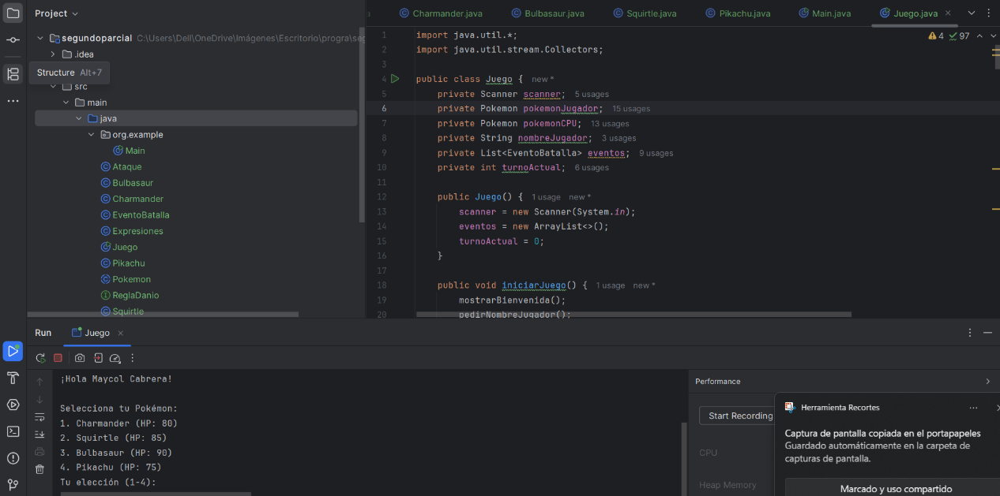 Project
segundoparcial C:\Users\Dell\OneDrive\Imágenes\Escritorio\progra\seg
.idea
Structure Alt+7
src
main
java
org.example
Main
Ataque
Bulbasaur
Charmander
EventoBatalla
Expresiones
Juego
Pikachu
Pokemon
ReglaDanio
Squirtle
Charmander.java Bulbasaur.java Squirtle.java Pikachu.java Main.java Juego.java
4 97
1 import java.util.*;
2 import java.util.stream.Collectors;
3
4 public class Juego { new *
5 private Scanner scanner; 5 usages
6 private Pokemon pokemonJugador; 15 usages
7 private Pokemon pokemonCPU; 13 usages
8 private String nombreJugador; 3 usages
9 private List<EventoBatalla> eventos; 9 usages
10 private int turnoActual; 6 usages
11
12 public Juego() { 1 usage new *
13 scanner = new Scanner(System.in);
14 eventos = new ArrayList<>();
15 turnoActual = 0;
16 }
17
18 public void iniciarJuego() { 1 usage new *
19 mostrarBienvenida();
20 pedirNombreJugador();
Run Juego
¡Hola Maycol Cabrera!
Selecciona tu Pokémon:
1. Charmander (HP: 80)
2. Squirtle (HP: 85)
3. Bulbasaur (HP: 90)
4. Pikachu (HP: 75)
Tu elección (1-4):
Performance
Start Recording
CPU
Heap Memory
Herramienta Recortes
Captura de pantalla copiada en el portapapeles
Guardado automáticamente en la carpeta de
capturas de pantalla.
Marcado y uso compartido